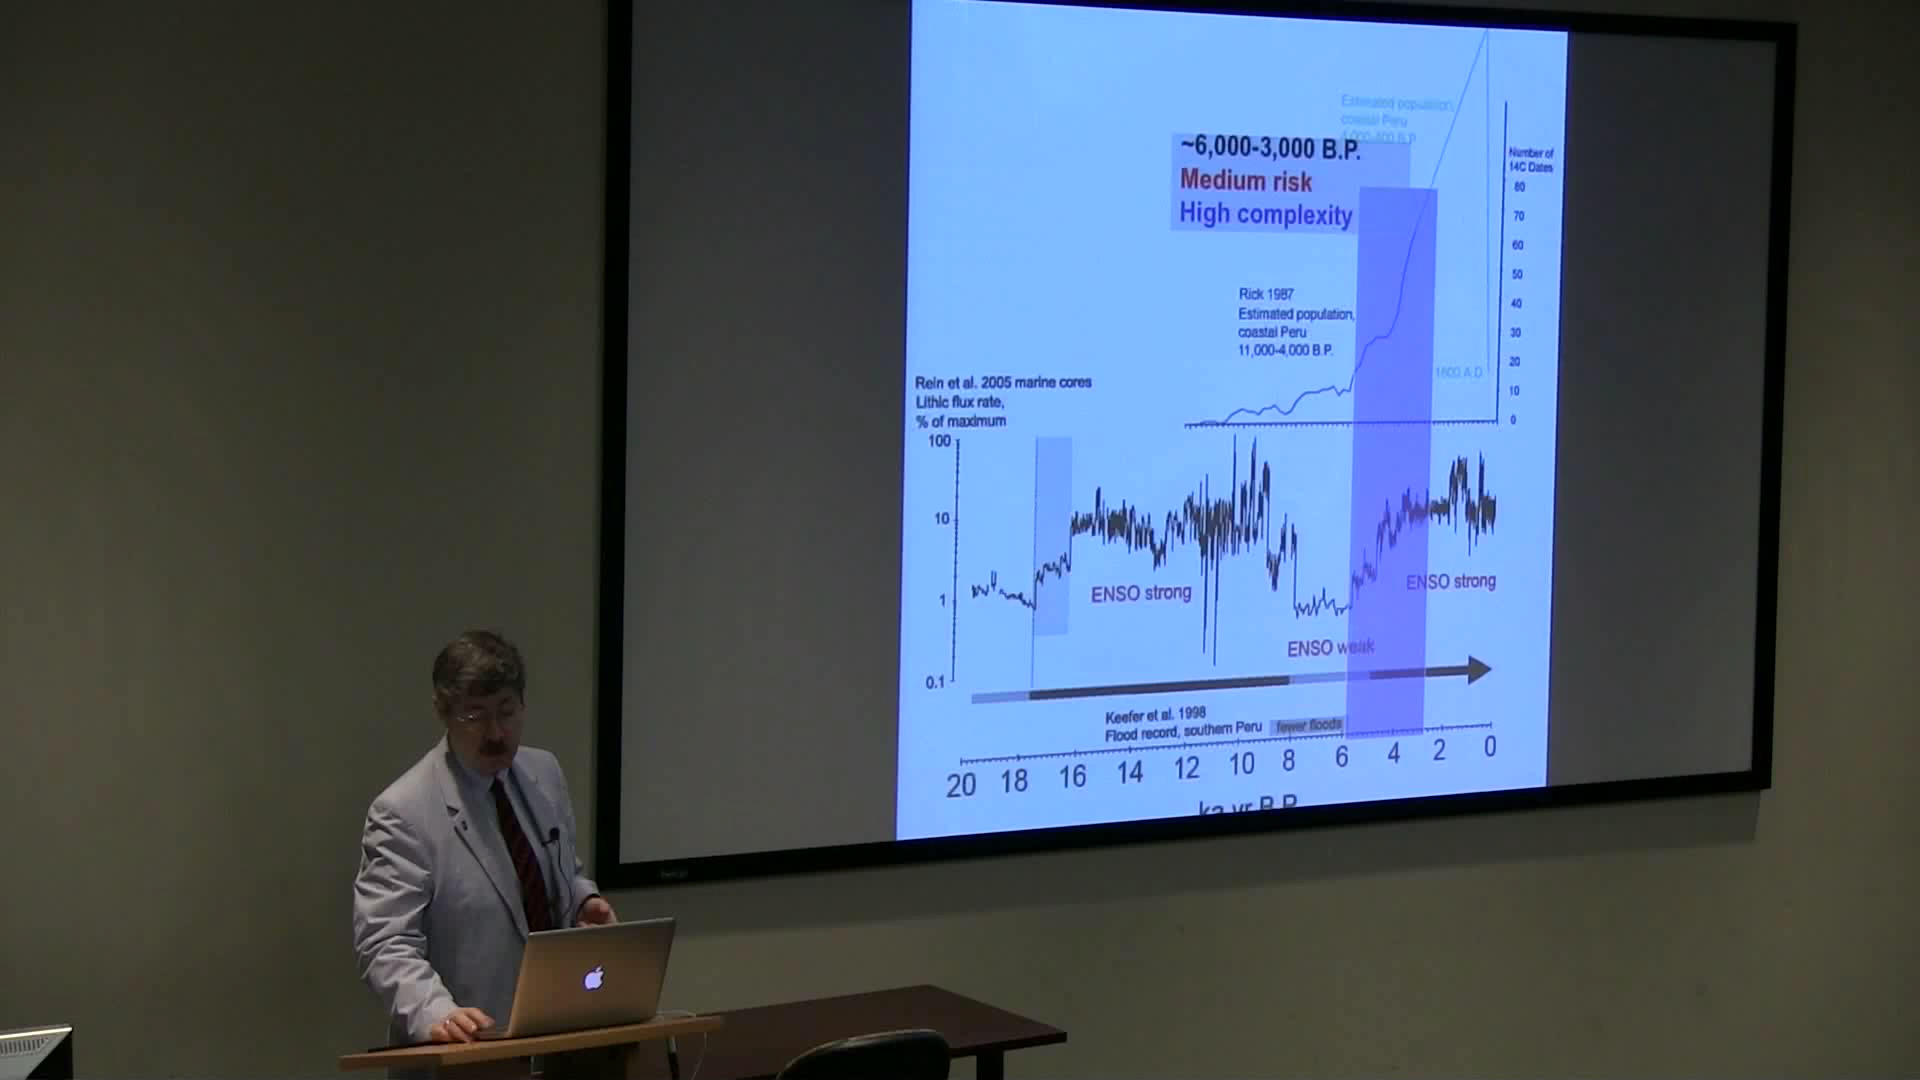 Estimated population,
coastal Peru
4,000-400 B.P.
~6,000-3,000 B.P.
Medium risk
High complexity
Number of
14C Dates
80
70
60
50
40
30
20
10
0
Rick 1987
Estimated population,
coastal Peru
11,000-4,000 B.P.
1600 A.D.
Rein et al. 2005 marine cores
Lithic flux rate,
% of maximum
100
10
1
0.1
ENSO strong
ENSO weak
ENSO strong
Keefer et al. 1998
Flood record, southern Peru
fewer floods
20 18 16 14 12 10 8 6 4 2 0
ka yr B.P.